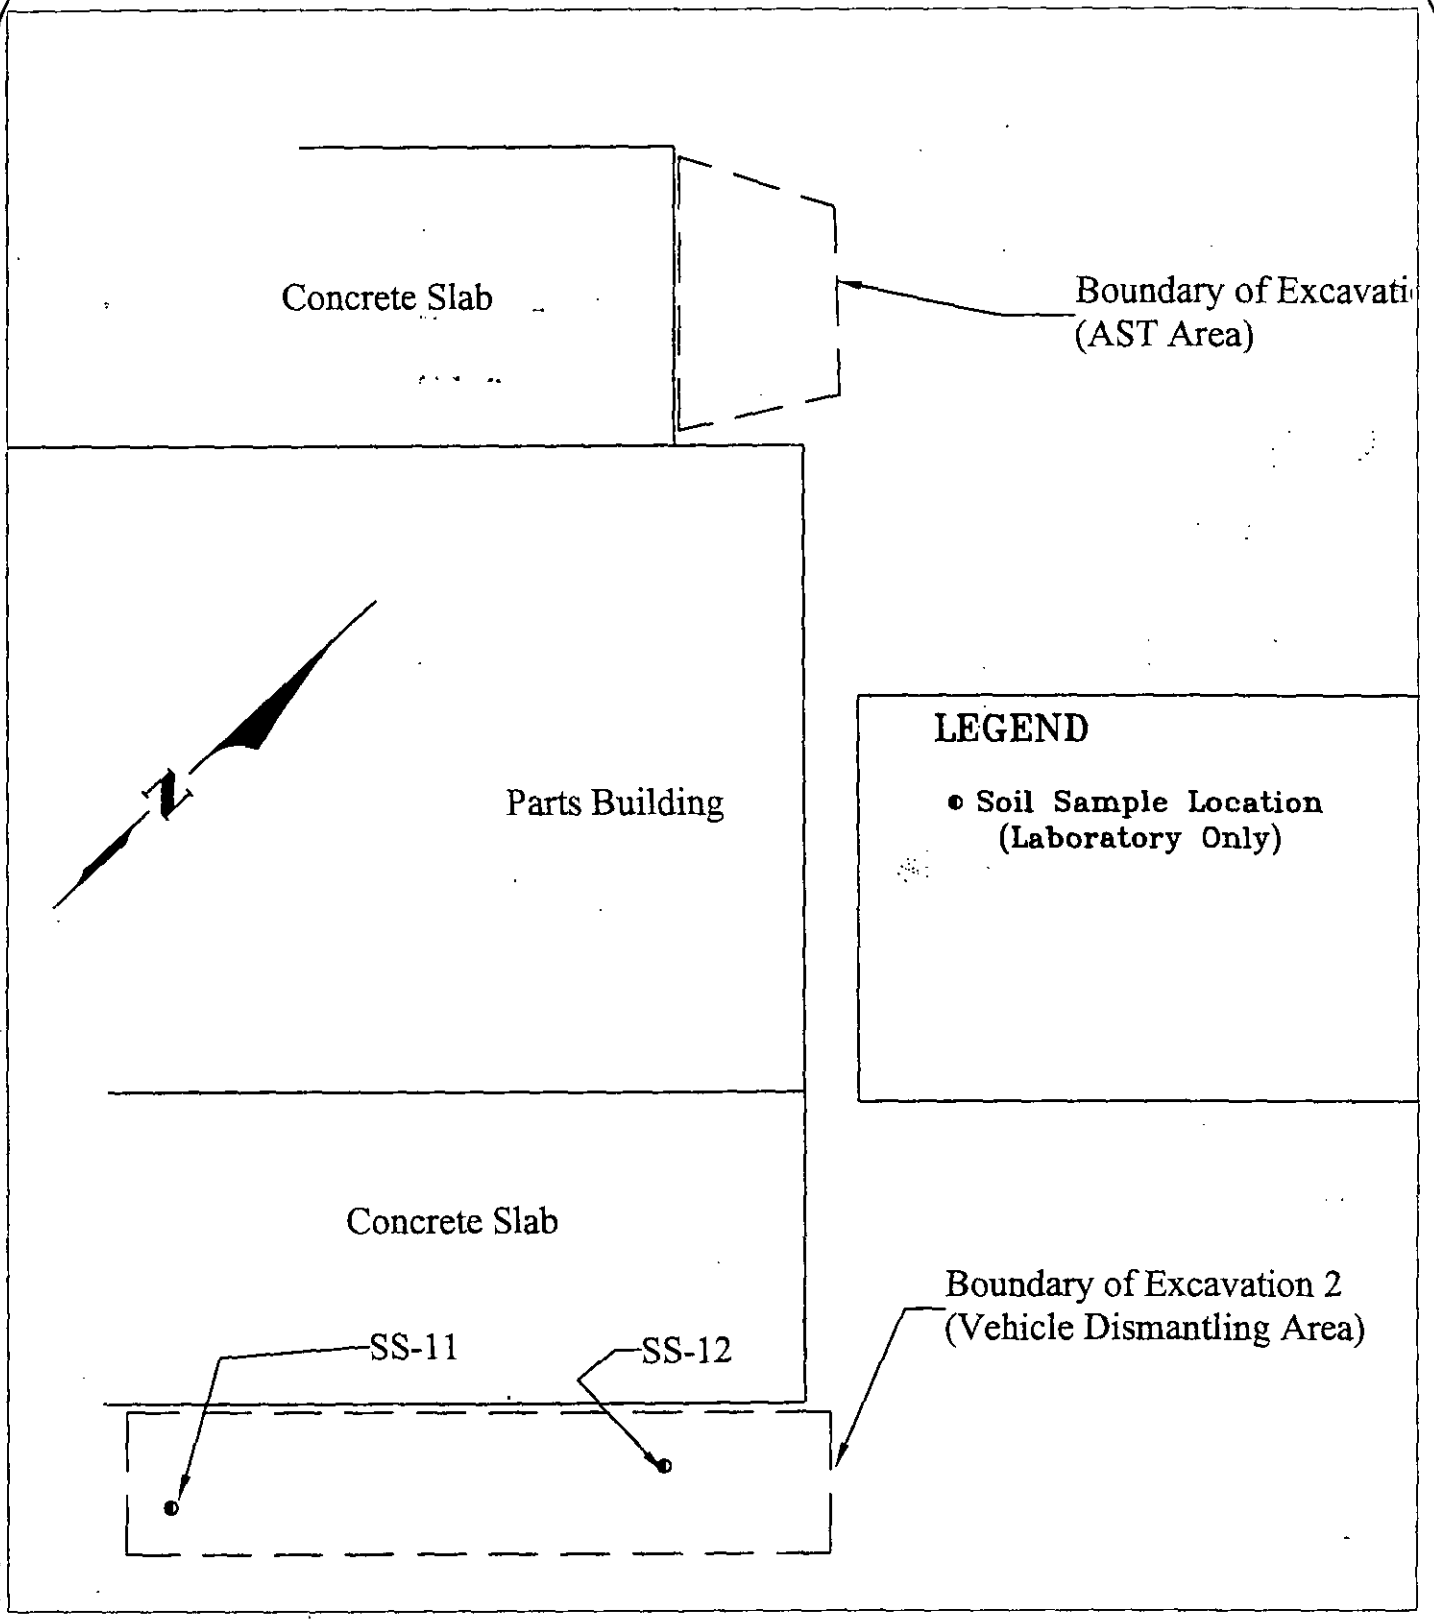 Concrete Slab
Boundary of Excavati
(AST Area)
N
Parts Building
LEGEND
Soil Sample Location
(Laboratory Only)
Concrete Slab
Boundary of Excavation 2
(Vehicle Dismantling Area)
SS-11
SS-12